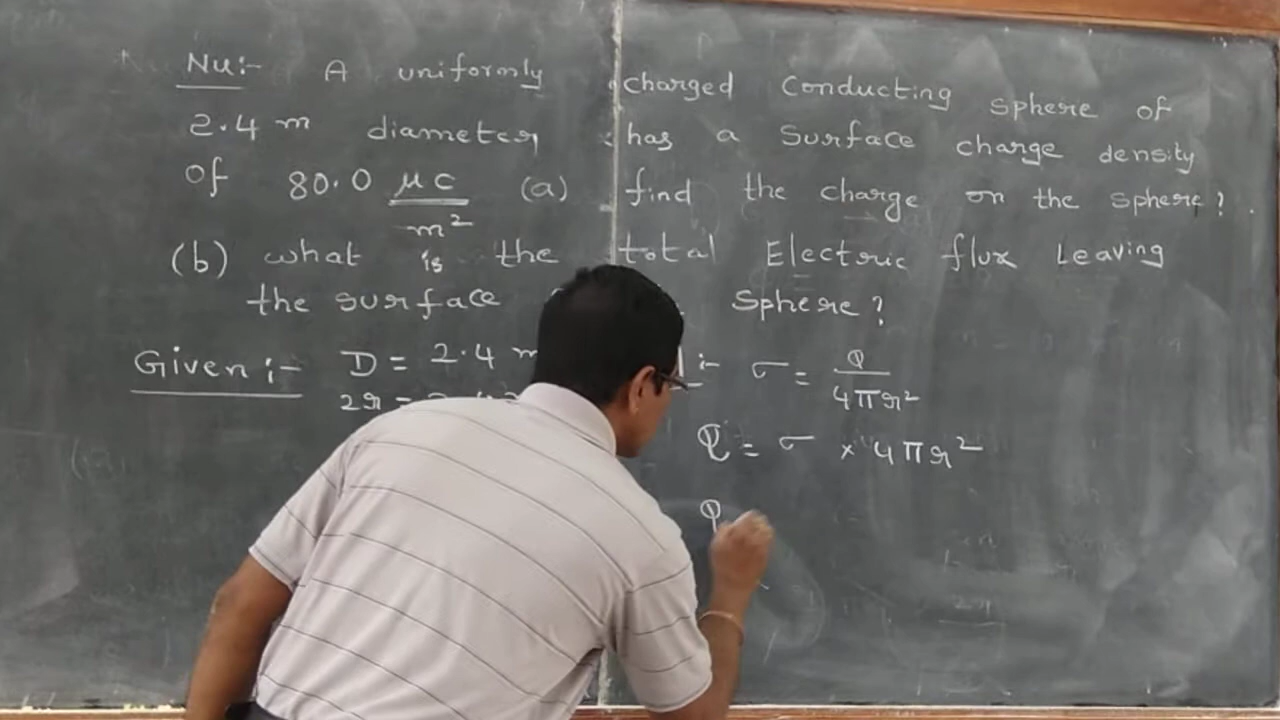 Nu:- A uniformly charged Conducting sphere of
2.4 m diameter has a Surface charge density
of 80.0 μc/m² (a) find the charge on the sphere?
(b) what is the total Electric flux Leaving
the surface Sphere?
Given :- D = 2.4 m
2r =
:- σ = Q/4πr²
Q = σ × 4πr²
Q